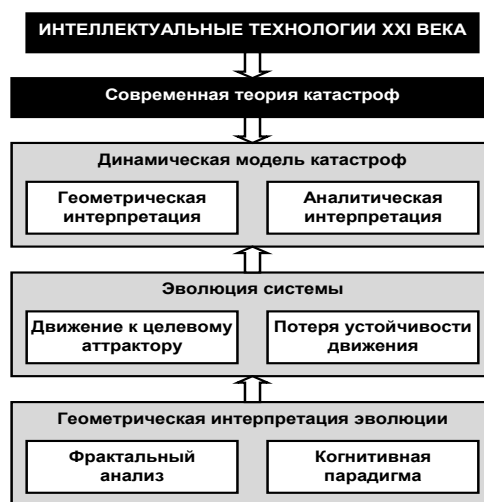 ИНТЕЛЛЕКТУАЛЬНЫЕ ТЕХНОЛОГИИ XXI ВЕКА
Современная теория катастроф
Динамическая модель катастроф
Геометрическая
интерпретация
Аналитическая
интерпретация
Эволюция системы
Движение к целевому
аттрактору
Потеря устойчивости
движения
Геометрическая интерпретация эволюции
Фрактальный
анализ
Когнитивная
парадигма